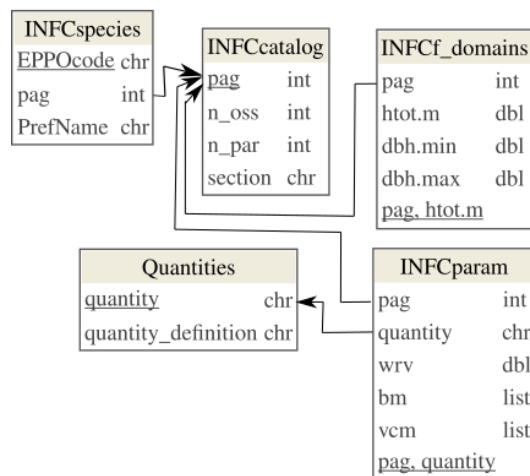 INFCspecies
EPPOcode chr
pag int
PrefName chr
INFCcatalog
pag int
n_oss int
n_par int
section chr
INFCf_domains
pag int
htot.m dbl
dbh.min dbl
dbh.max dbl
pag, htot.m
Quantities
quantity chr
quantity_definition chr
INFCparam
pag int
quantity chr
wrv dbl
bm list
vcm list
pag, quantity